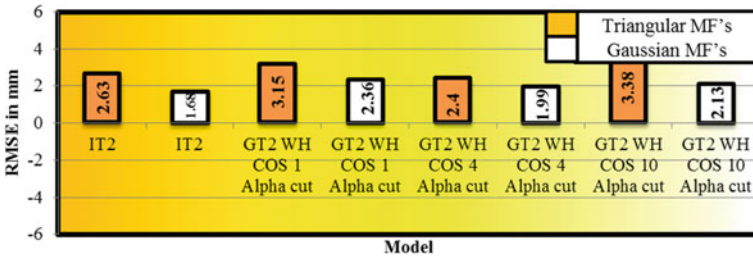 6
4
2
0
-2
-4
-6
RMSE in mm
Triangular MF's
Gaussian MF's
2.63
1.68
3.15
2.36
2.4
1.99
3.38
2.13
IT2
IT2
GT2 WH
COS 1
Alpha cut
GT2 WH
COS 1
Alpha cut
GT2 WH
COS 4
Alpha cut
GT2 WH
COS 4
Alpha cut
GT2 WH
COS 10
Alpha cut
GT2 WH
COS 10
Alpha cut
Model